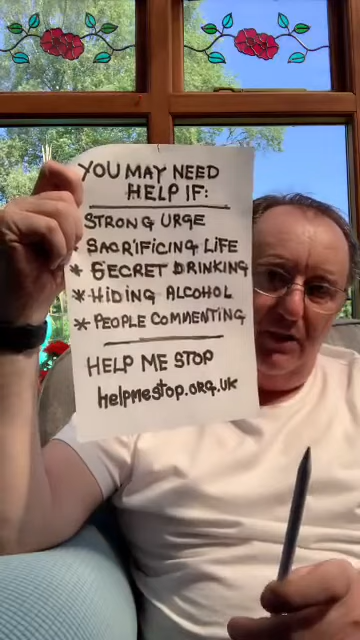 YOU MAY NEED
HELP IF:
STRONG URGE
* SACRIFICING LIFE
* SECRET DRINKING
* HIDING ALCOHOL
* PEOPLE COMMENTING
HELP ME STOP
helpmestop.org.uk